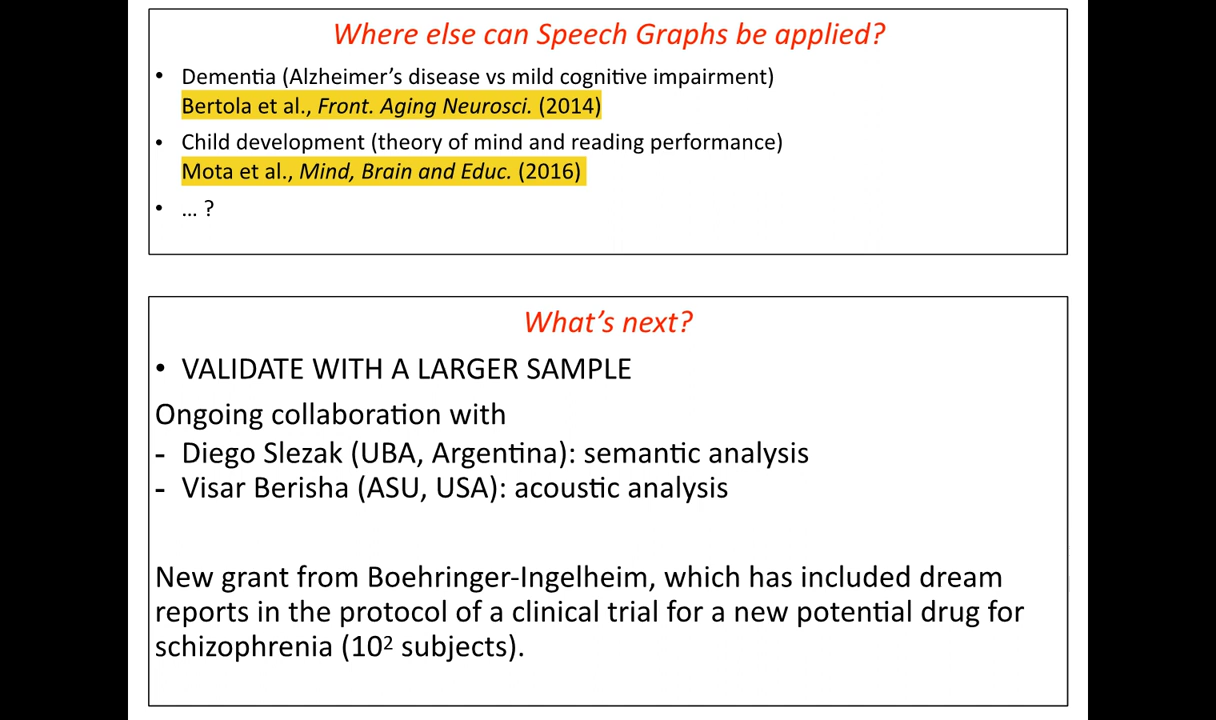 Where else can Speech Graphs be applied?
• Dementia (Alzheimer’s disease vs mild cognitive impairment)
Bertola et al., Front. Aging Neurosci. (2014)
• Child development (theory of mind and reading performance)
Mota et al., Mind, Brain and Educ. (2016)
• … ?
What’s next?
• VALIDATE WITH A LARGER SAMPLE
Ongoing collaboration with
- Diego Slezak (UBA, Argentina): semantic analysis
- Visar Berisha (ASU, USA): acoustic analysis
New grant from Boehringer-Ingelheim, which has included dream
reports in the protocol of a clinical trial for a new potential drug for
schizophrenia (10² subjects).